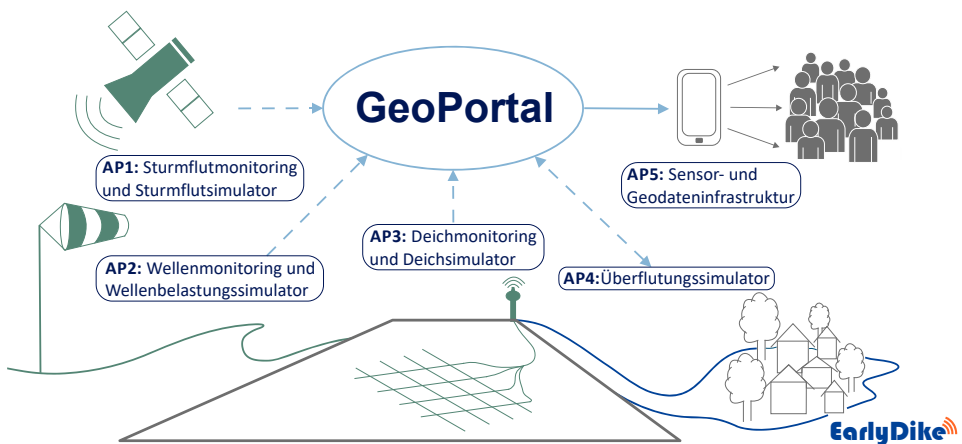 GeoPortal
AP1: Sturmflutmonitoring
und Sturmflutsimulator
AP5: Sensor- und
Geodateninfrastruktur
AP3: Deichmonitoring
und Deichsimulator
AP2: Wellenmonitoring und
Wellenbelastungssimulator
AP4:Überflutungssimulator
EarlyDike